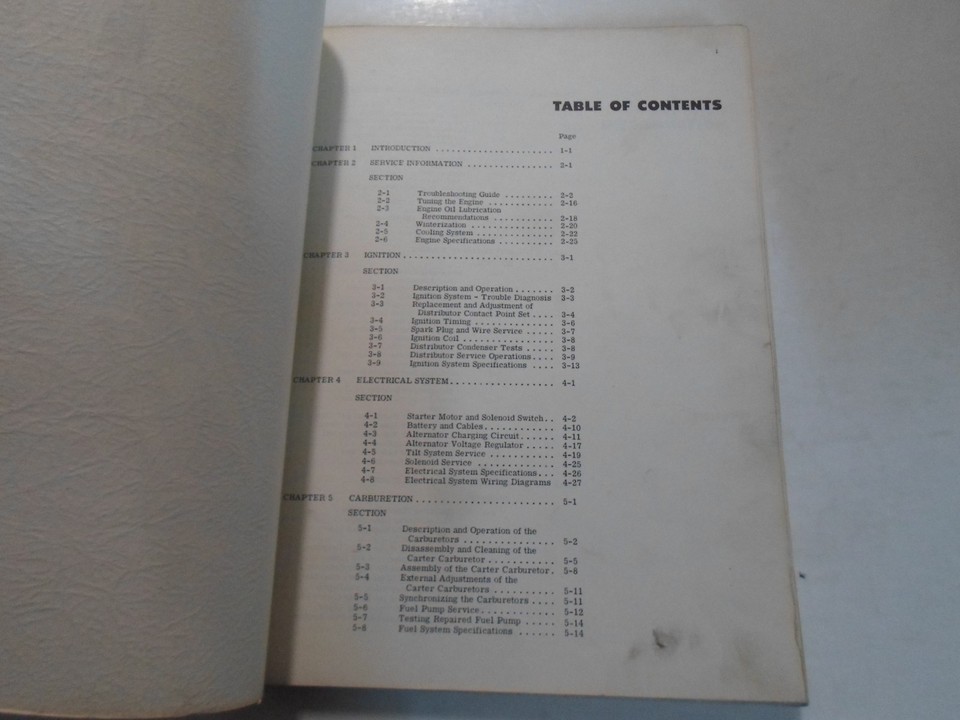 1
TABLE OF CONTENTS
Page
CHAPTER 1 INTRODUCTION ....................... 1-1
CHAPTER 2 SERVICE INFORMATION ................ 2-1
SECTION
2-1 Troubleshooting Guide ......... 2-2
2-2 Tuning the Engine ............ 2-16
2-3 Engine Oil Lubrication
Recommendations ........... 2-18
2-4 Winterization ............... 2-20
2-5 Cooling System .............. 2-22
2-6 Engine Specifications .......... 2-25
CHAPTER 3 IGNITION ............................ 3-1
SECTION
3-1 Description and Operation ....... 3-2
3-2 Ignition System - Trouble Diagnosis 3-3
3-3 Replacement and Adjustment of
Distributor Contact Point Set .... 3-4
3-4 Ignition Timing .............. 3-6
3-5 Spark Plug and Wire Service ..... 3-7
3-6 Ignition Coil ................ 3-8
3-7 Distributor Condenser Tests ..... 3-8
3-8 Distributor Service Operations .... 3-9
3-9 Ignition System Specifications .... 3-13
CHAPTER 4 ELECTRICAL SYSTEM ................... 4-1
SECTION
4-1 Starter Motor and Solenoid Switch .. 4-2
4-2 Battery and Cables ............ 4-10
4-3 Alternator Charging Circuit ...... 4-11
4-4 Alternator Voltage Regulator ..... 4-17
4-5 Tilt System Service ........... 4-19
4-6 Solenoid Service ............. 4-25
4-7 Electrical System Specifications ... 4-26
4-8 Electrical System Wiring Diagrams 4-27
CHAPTER 5 CARBURETION ......................... 5-1
SECTION
5-1 Description and Operation of the
Carburetors ............... 5-2
5-2 Disassembly and Cleaning of the
Carter Carburetor ........... 5-5
5-3 Assembly of the Carter Carburetor . 5-8
5-4 External Adjustments of the
Carter Carburetors .......... 5-11
5-5 Synchronizing the Carburetors .... 5-11
5-6 Fuel Pump Service ............ 5-12
5-7 Testing Repaired Fuel Pump ..... 5-14
5-8 Fuel System Specifications ...... 5-14